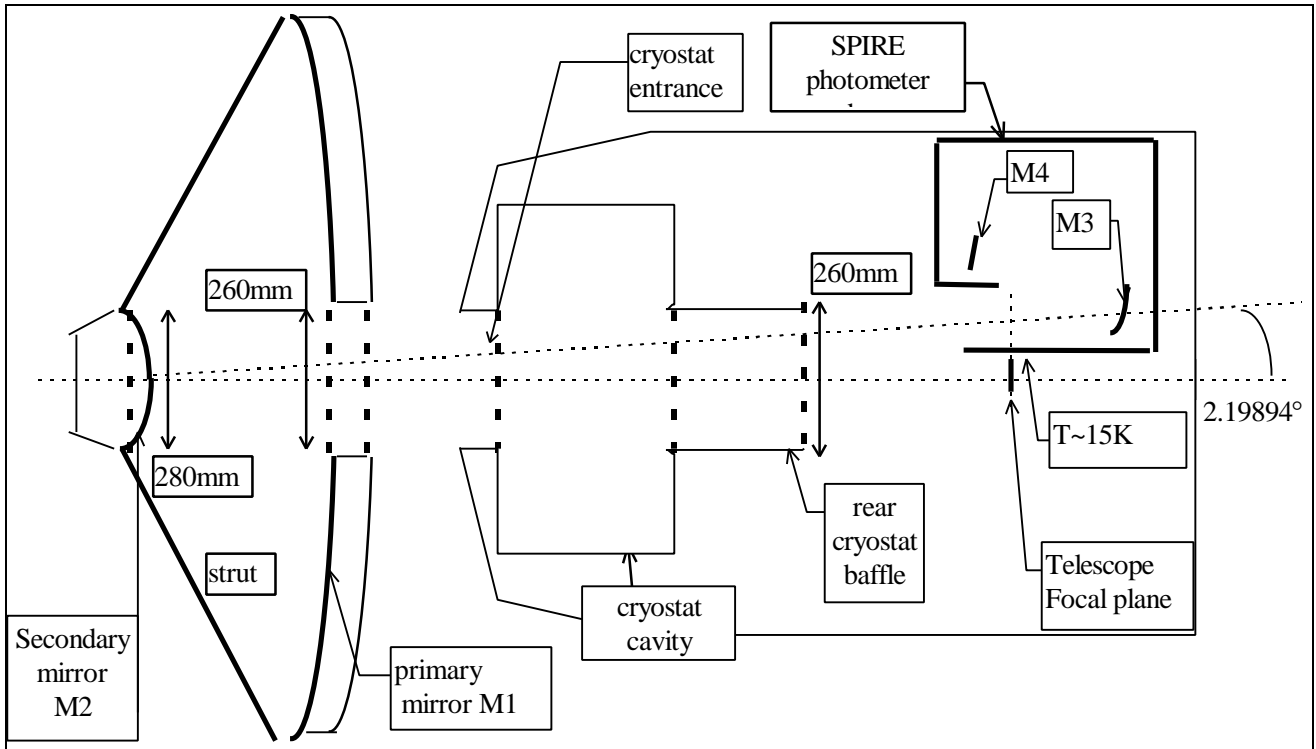 cryostat
entrance
SPIRE
photometer
M4
M3
260mm
260mm
2.19894°
280mm
T~15K
strut
rear
cryostat
baffle
Telescope
Focal plane
cryostat
cavity
Secondary
mirror
M2
primary
mirror M1